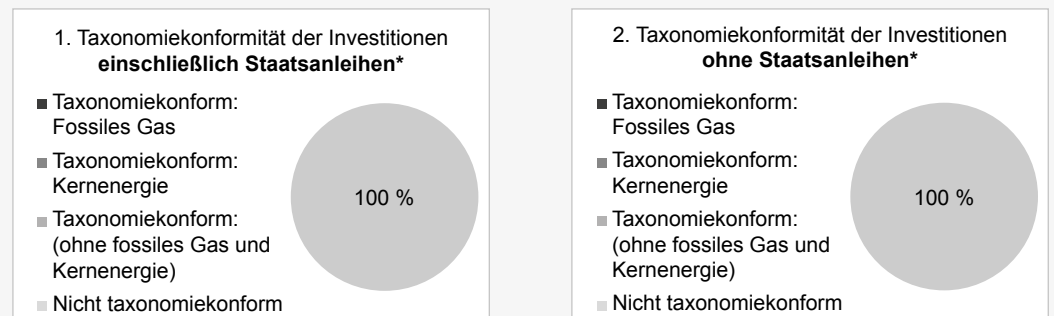 1. Taxonomiekonformität der Investitionen
einschließlich Staatsanleihen*
Taxonomiekonform:
Fossiles Gas
Taxonomiekonform:
Kernenergie
Taxonomiekonform:
(ohne fossiles Gas und
Kernenergie)
Nicht taxonomiekonform
100 %
2. Taxonomiekonformität der Investitionen
ohne Staatsanleihen*
Taxonomiekonform:
Fossiles Gas
Taxonomiekonform:
Kernenergie
Taxonomiekonform:
(ohne fossiles Gas und
Kernenergie)
Nicht taxonomiekonform
100 %